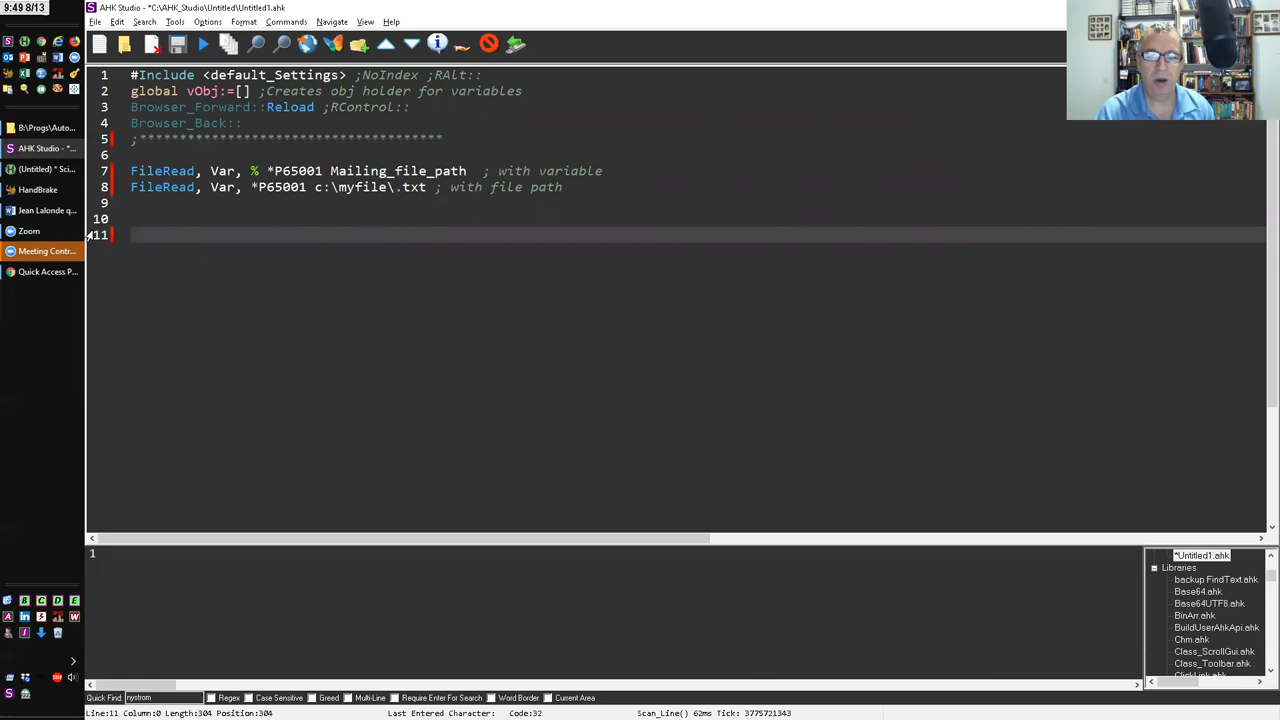 9:49 8/13
AHK Studio - *C:\AHK_Studio\Untitled\Untitled1.ahk
File Edit Search Tools Options Format Commands Navigate View Help
1 #Include <default_Settings> ;NoIndex ;RAlt::
2 global vObj:=[] ;Creates obj holder for variables
3 Browser_Forward::Reload ;RControl::
4 Browser_Back::
5 ;**************************************
6
7 FileRead, Var, % *P65001 Mailing_file_path ; with variable
8 FileRead, Var, *P65001 c:\myfile\.txt ; with file path
9
10
11
B:\Progs\Auto...
AHK Studio - *...
(Untitled) * Sci...
HandBrake
Jean Lalonde q...
Zoom
Meeting Contr...
Quick Access P...
1
*Untitled1.ahk
Libraries
backup FindText.ahk
Base64.ahk
Base64UTF8.ahk
BinArr.ahk
BuildUserAhkApi.ahk
Chm.ahk
Class_ScrollGui.ahk
Class_Toolbar.ahk
Quick Find: nystrom Regex Case Sensitive Greed Multi-Line Require Enter For Search Word Border Current Area
Line:11 Column:0 Length:304 Position:304 Last Entered Character: Code:32 Scan_Line() 62ms Tick: 3775721343